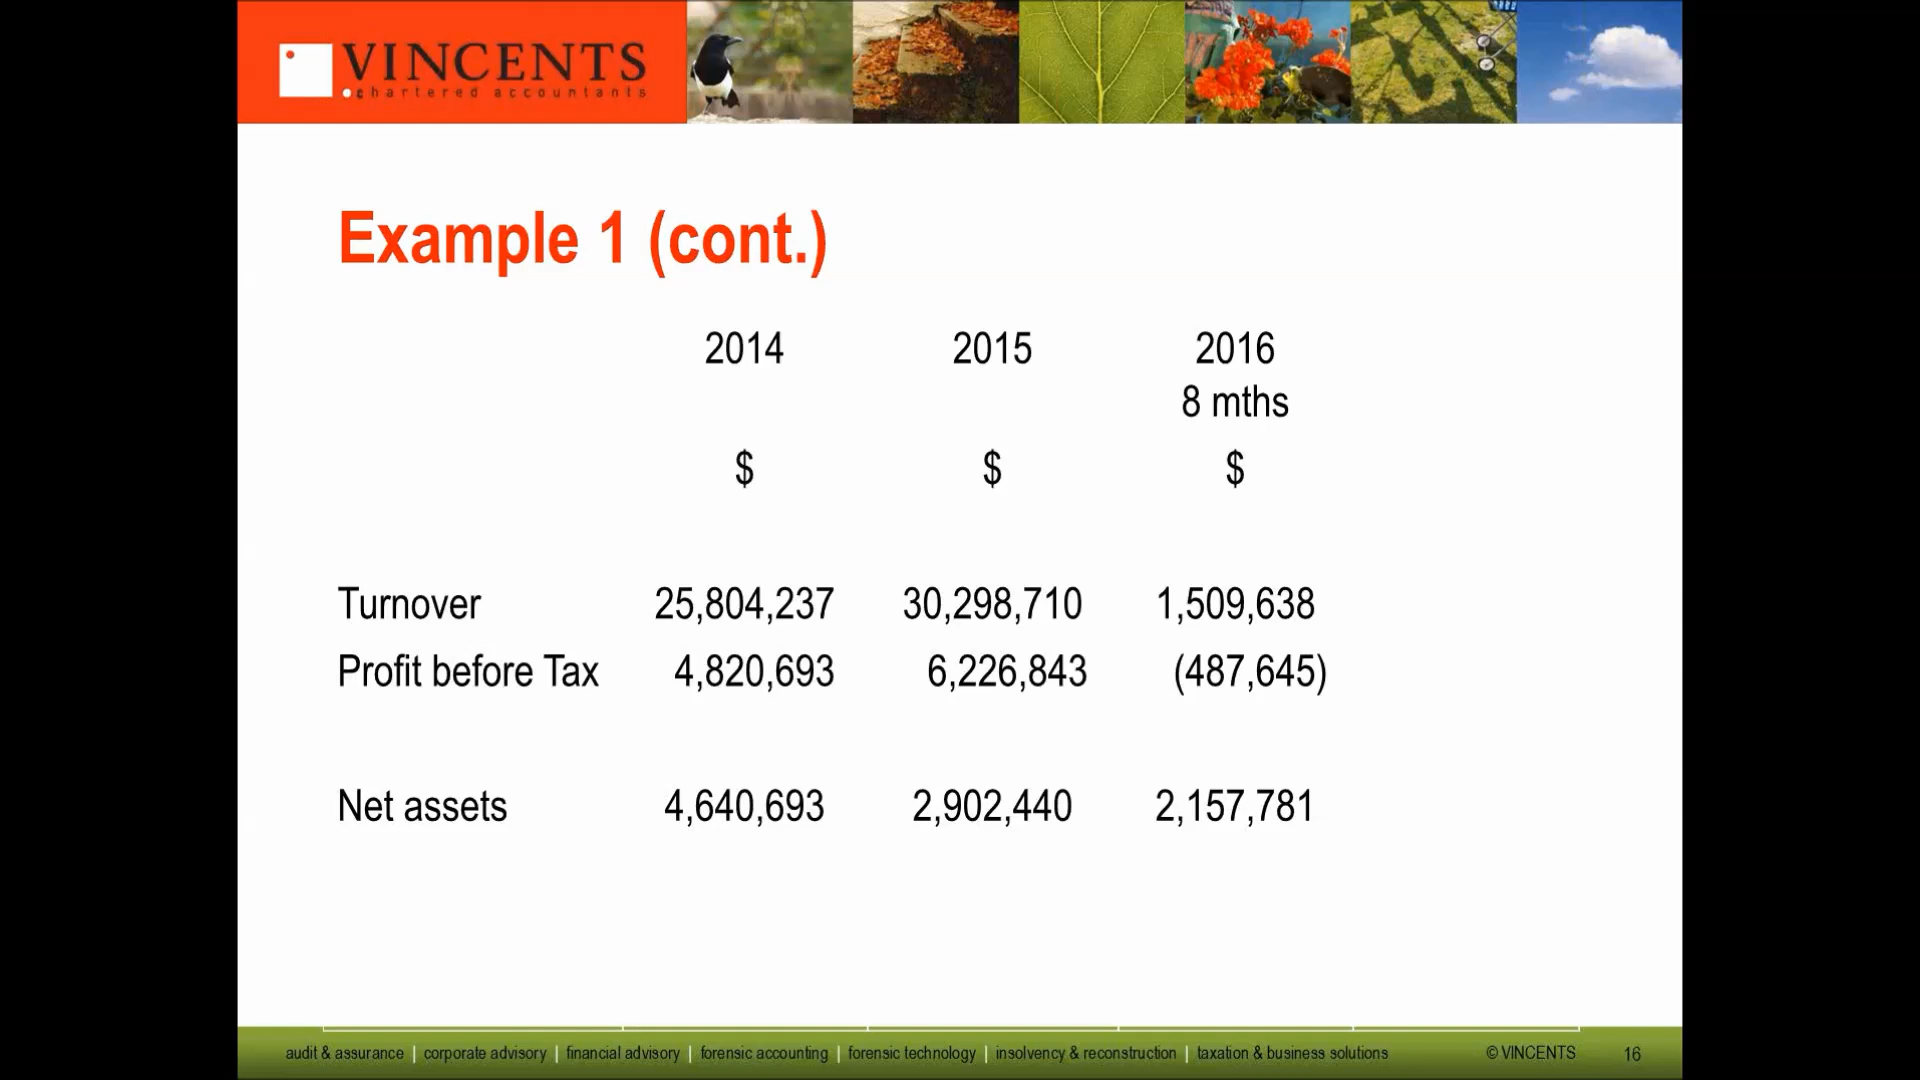 VINCENTS
chartered accountants
Example 1 (cont.)
2014 2015 2016
8 mths
$ $ $
Turnover 25,804,237 30,298,710 1,509,638
Profit before Tax 4,820,693 6,226,843 (487,645)
Net assets 4,640,693 2,902,440 2,157,781
audit & assurance | corporate advisory | financial advisory | forensic accounting | forensic technology | insolvency & reconstruction | taxation & business solutions © VINCENTS 16